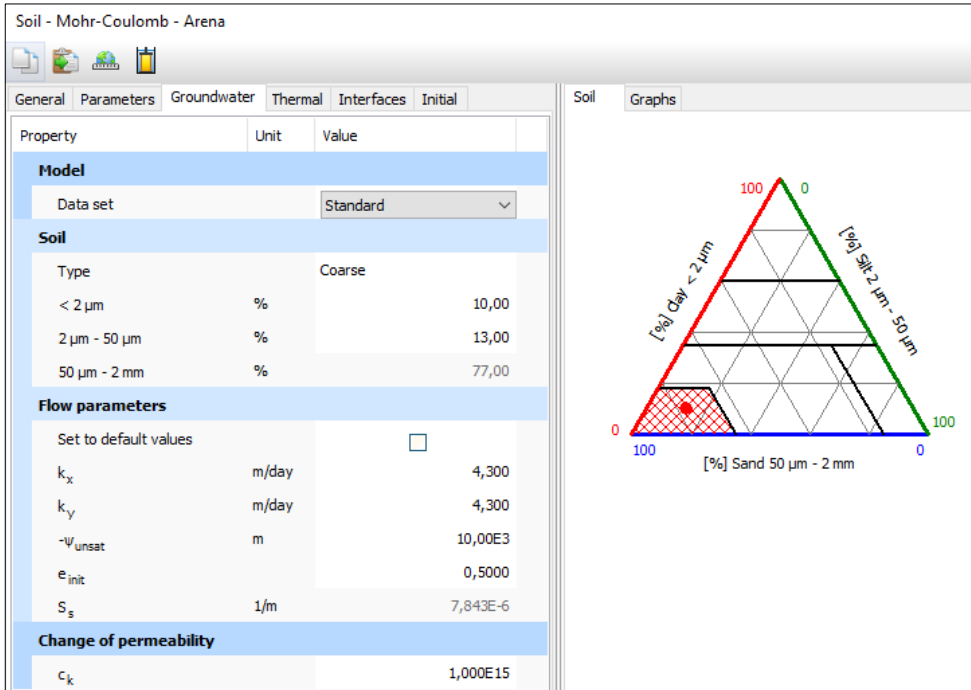 Soil - Mohr-Coulomb - Arena
General Parameters Groundwater Thermal Interfaces Initial
Property Unit Value
Model
Data set Standard
Soil
Type Coarse
< 2 μm % 10,00
2 μm - 50 μm % 13,00
50 μm - 2 mm % 77,00
Flow parameters
Set to default values
kx m/day 4,300
ky m/day 4,300
-ψunsat m 10,00E3
einit 0,5000
Ss 1/m 7,843E-6
Change of permeability
ck 1,000E15
Soil Graphs
100 0
[%] Clay < 2 μm
[%] Silt 2 μm - 50 μm
0 100
100 0
[%] Sand 50 μm - 2 mm